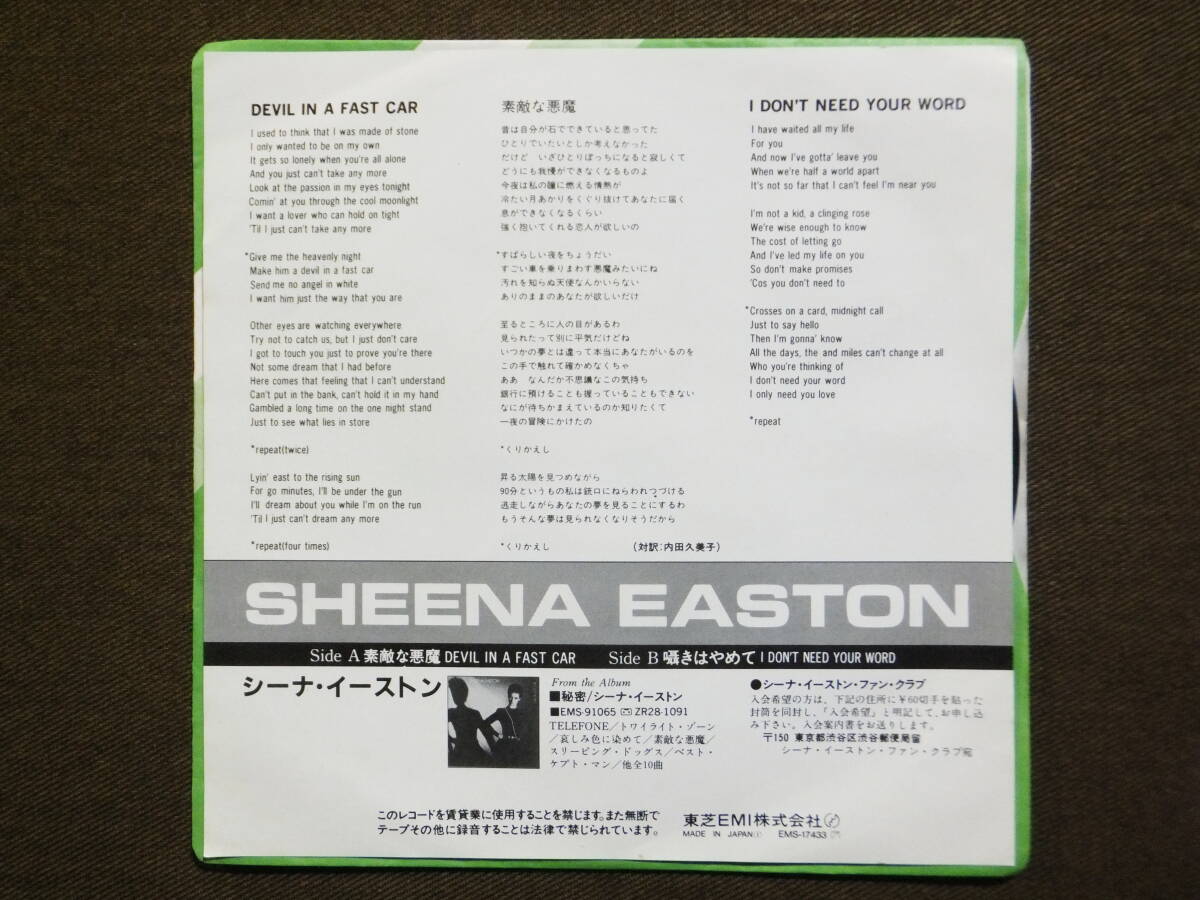 DEVIL IN A FAST CAR
I used to think that I was made of stone
I only wanted to be on my own
It gets so lonely when you're all alone
And you just can't take any more
Look at the passion in my eyes tonight
Comin' at you through the cool moonlight
I want a lover who can hold on tight
'Til I just can't take any more
*Give me the heavenly night
Make him a devil in a fast car
Send me no angel in white
I want him just the way that you are
Other eyes are watching everywhere
Try not to catch us, but I just don't care
I got to touch you just to prove you're there
Not some dream that I had before
Here comes that feeling that I can't understand
Can't put in the bank, can't hold it in my hand
Gambled a long time on the one night stand
Just to see what lies in store
*repeat(twice)
Lyin' east to the rising sun
For go minutes, I'll be under the gun
I'll dream about you while I'm on the run
'Til I just can't dream any more
*repeat(four times)
素敵な悪魔
昔は自分が石でできていると思ってた
ひとりでいたいとしか考えなかった
だけど いざひとりぼっちになると寂しくて
どうにも我慢ができなくなるものよ
今夜は私の瞳に燃える情熱が
冷たい月あかりをくぐり抜けてあなたに届く
息ができなくなるくらい
強く抱いてくれる恋人が欲しいの
*すばらしい夜をちょうだい
すごい車を乗りまわす悪魔みたいにね
汚れを知らぬ天使なんかいらない
ありのままのあなたが欲しいだけ
至るところに人の目があるわ
見られたって別に平気だけどね
いつかの夢とは違って本当にあなたがいるのを
この手で触れて確かめなくちゃ
ああ なんだか不思議なこの気持ち
銀行に預けることも握っていることもできない
なにが待ちかまえているのか知りたくて
一夜の冒険にかけたの
*くりかえし
昇る太陽を見つめながら
90分というもの私は銃口にねらわれつづける
逃走しながらあなたの夢を見ることにするわ
もうそんな夢は見られなくなりそうだから
*くりかえし (対訳:内田久美子)
I DON'T NEED YOUR WORD
I have waited all my life
For you
And now I've gotta' leave you
When we're half a world apart
It's not so far that I can't feel I'm near you
I'm not a kid, a clinging rose
We're wise enough to know
The cost of letting go
And I've led my life on you
So don't make promises
'Cos you don't need to
*Crosses on a card, midnight call
Just to say hello
Then I'm gonna' know
All the days, the and miles can't change at all
Who you're thinking of
I don't need your word
I only need you love
*repeat
SHEENA EASTON
Side A 素敵な悪魔 DEVIL IN A FAST CAR Side B 囁きはやめて I DON'T NEED YOUR WORD
シーナ・イーストン
From the Album
■秘密/シーナ・イーストン
■EMS-91065 ZR28-1091
TELEFONE/トワイライト・ゾーン
/哀しみ色に染めて/素敵な悪魔/
スリーピング・ドッグス/ベスト・
ケプト・マン/他全10曲
●シーナ・イーストン・ファン・クラブ
入会希望の方は、下記の住所に¥60切手を貼った
封筒を同封し、「入会希望」と明記して、お申し込
み下さい。入会案内書をお送りします。
〒150 東京都渋谷区渋谷郵便局留
シーナ・イーストン・ファン・クラブ宛
このレコードを賃貸業に使用することを禁じます。また無断で
テープその他に録音することは法律で禁じられています。
東芝EMI株式会社
MADE IN JAPAN EMS-17433